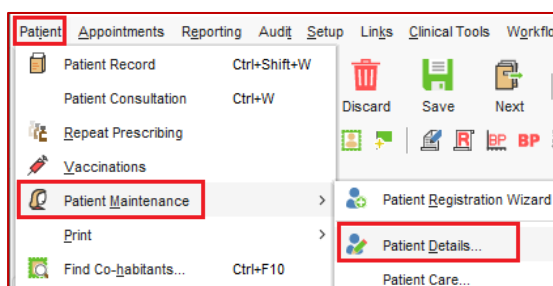 Patient Appointments Reporting Audit Setup Links Clinical Tools
Patient Record Ctrl+Shift+W
Patient Consultation Ctrl+W
Discard Save Next
Repeat Prescribing
R BP BP
Vaccinations
Patient Maintenance > Patient Registration Wizard
Print > Patient Details...
Find Co-habitants... Ctrl+F10
Patient Care...